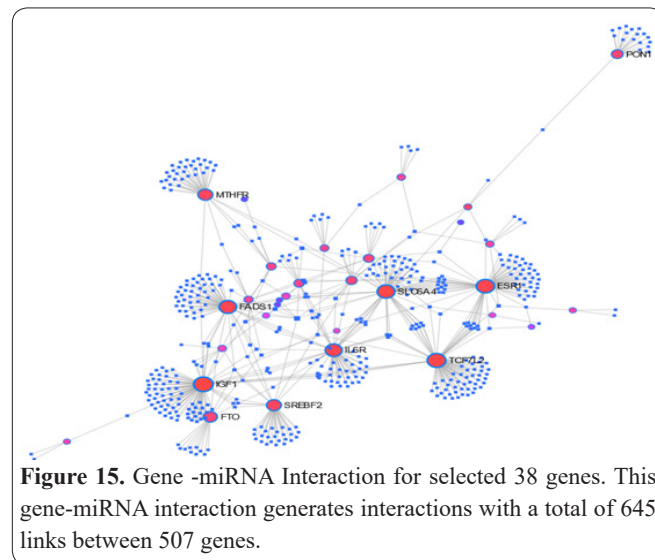 PON1
MTHFR
SLOSA4
ESR1
FADS1
IL6R
TCF7L2
IGF1
SREBF2
FTO
Figure 15. Gene -miRNA Interaction for selected 38 genes. This
gene-miRNA interaction generates interactions with a total of 645
links between 507 genes.